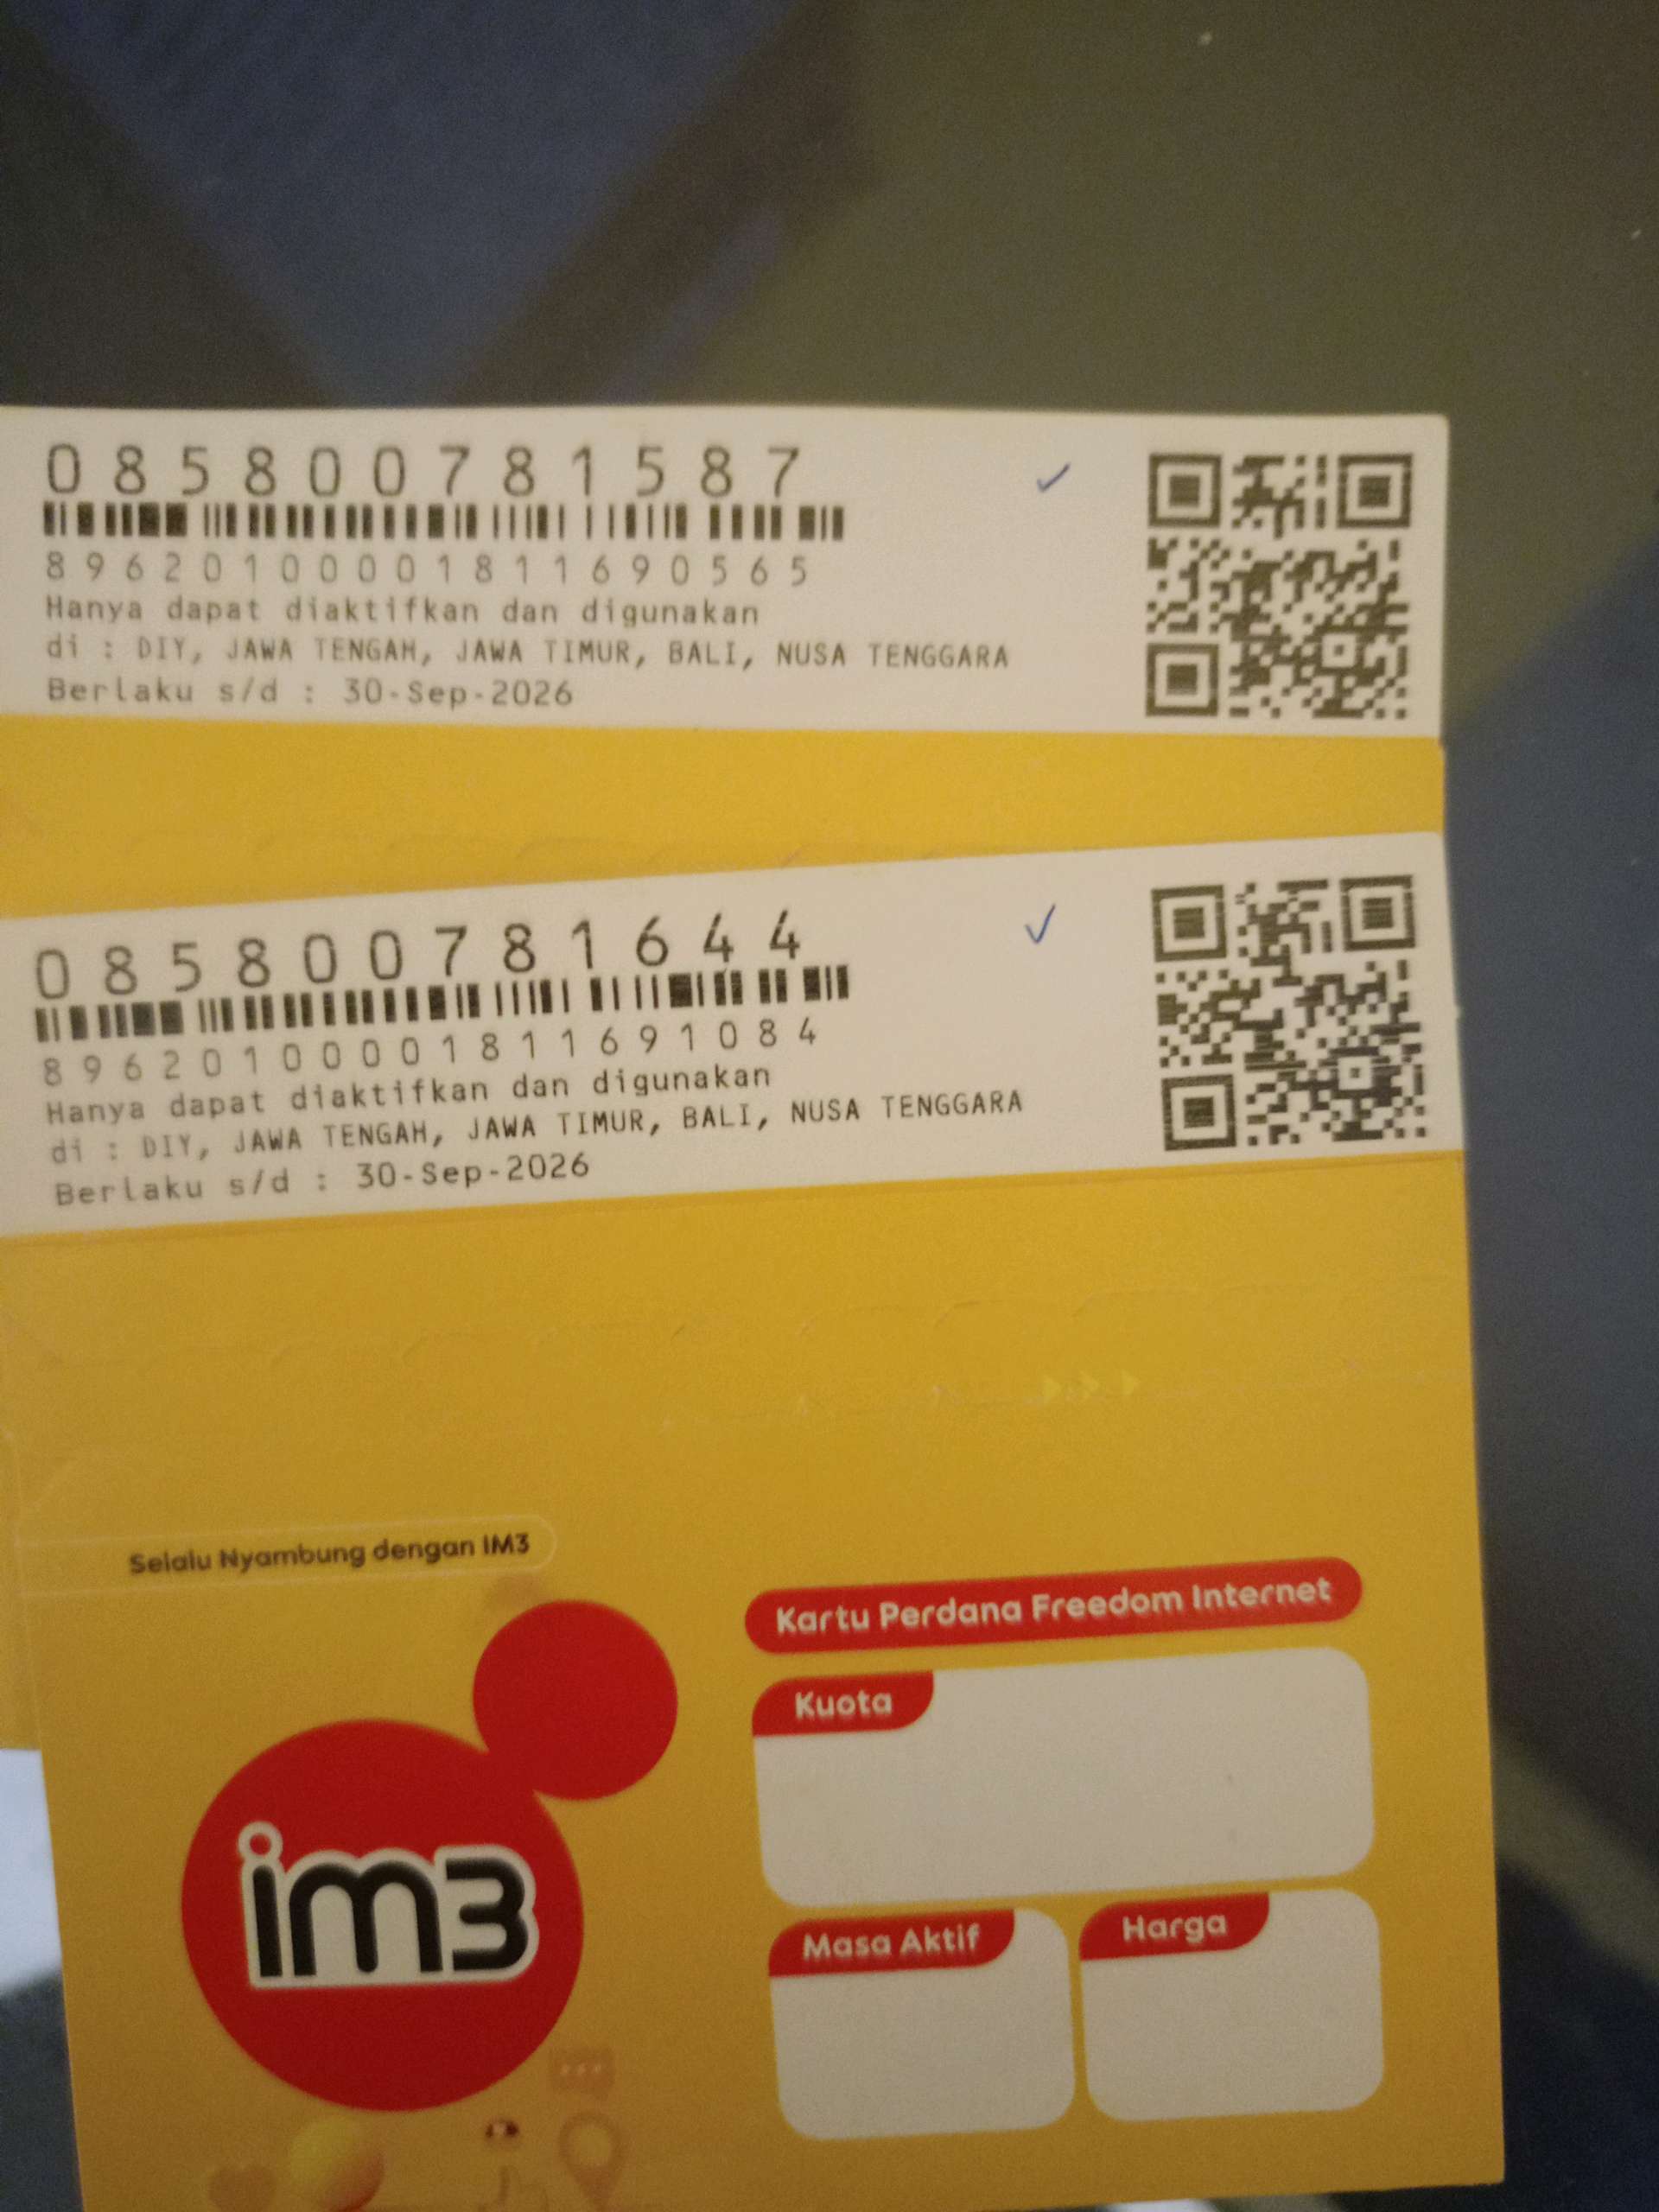 085800781587
89620100001811690565
Hanya dapat diaktifkan dan digunakan
di : DIY, JAWA TENGAH, JAWA TIMUR, BALI, NUSA TENGGARA
Berlaku s/d : 30-Sep-2026
085800781644
89620100001811691084
Hanya dapat diaktifkan dan digunakan
di : DIY, JAWA TENGAH, JAWA TIMUR, BALI, NUSA TENGGARA
Berlaku s/d : 30-Sep-2026
Selalu Nyambung dengan IM3
im3
Kartu Perdana Freedom Internet
Kuota
Masa Aktif
Harga